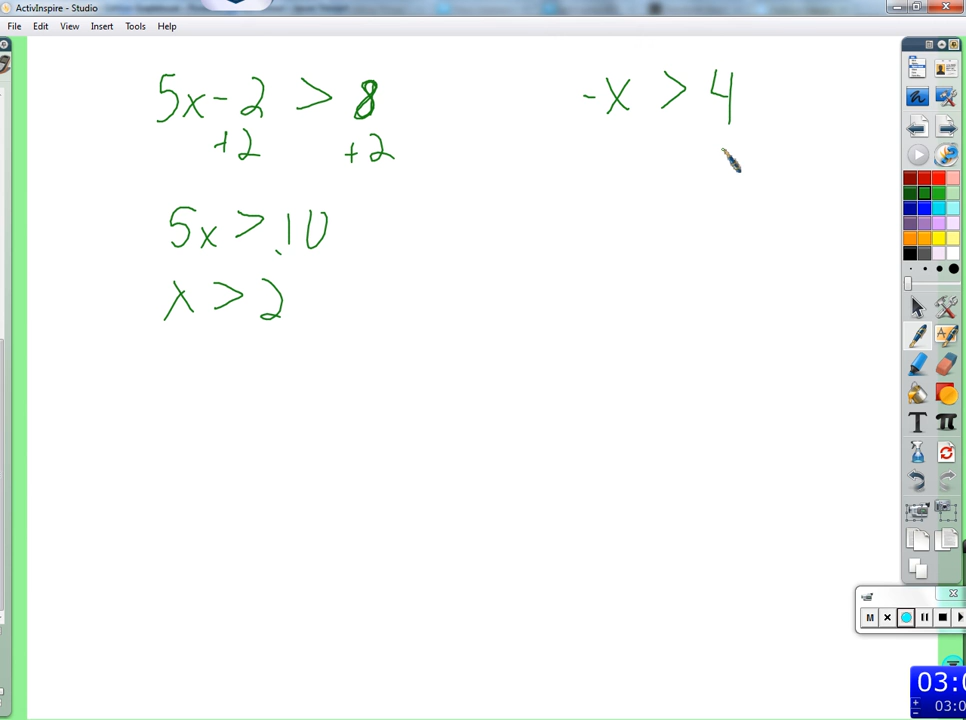 ActivInspire - Studio
File Edit View Insert Tools Help
5x - 2 > 8
+2 +2
5x > 10
x > 2
-x > 4
T π
M
03:0
03:0